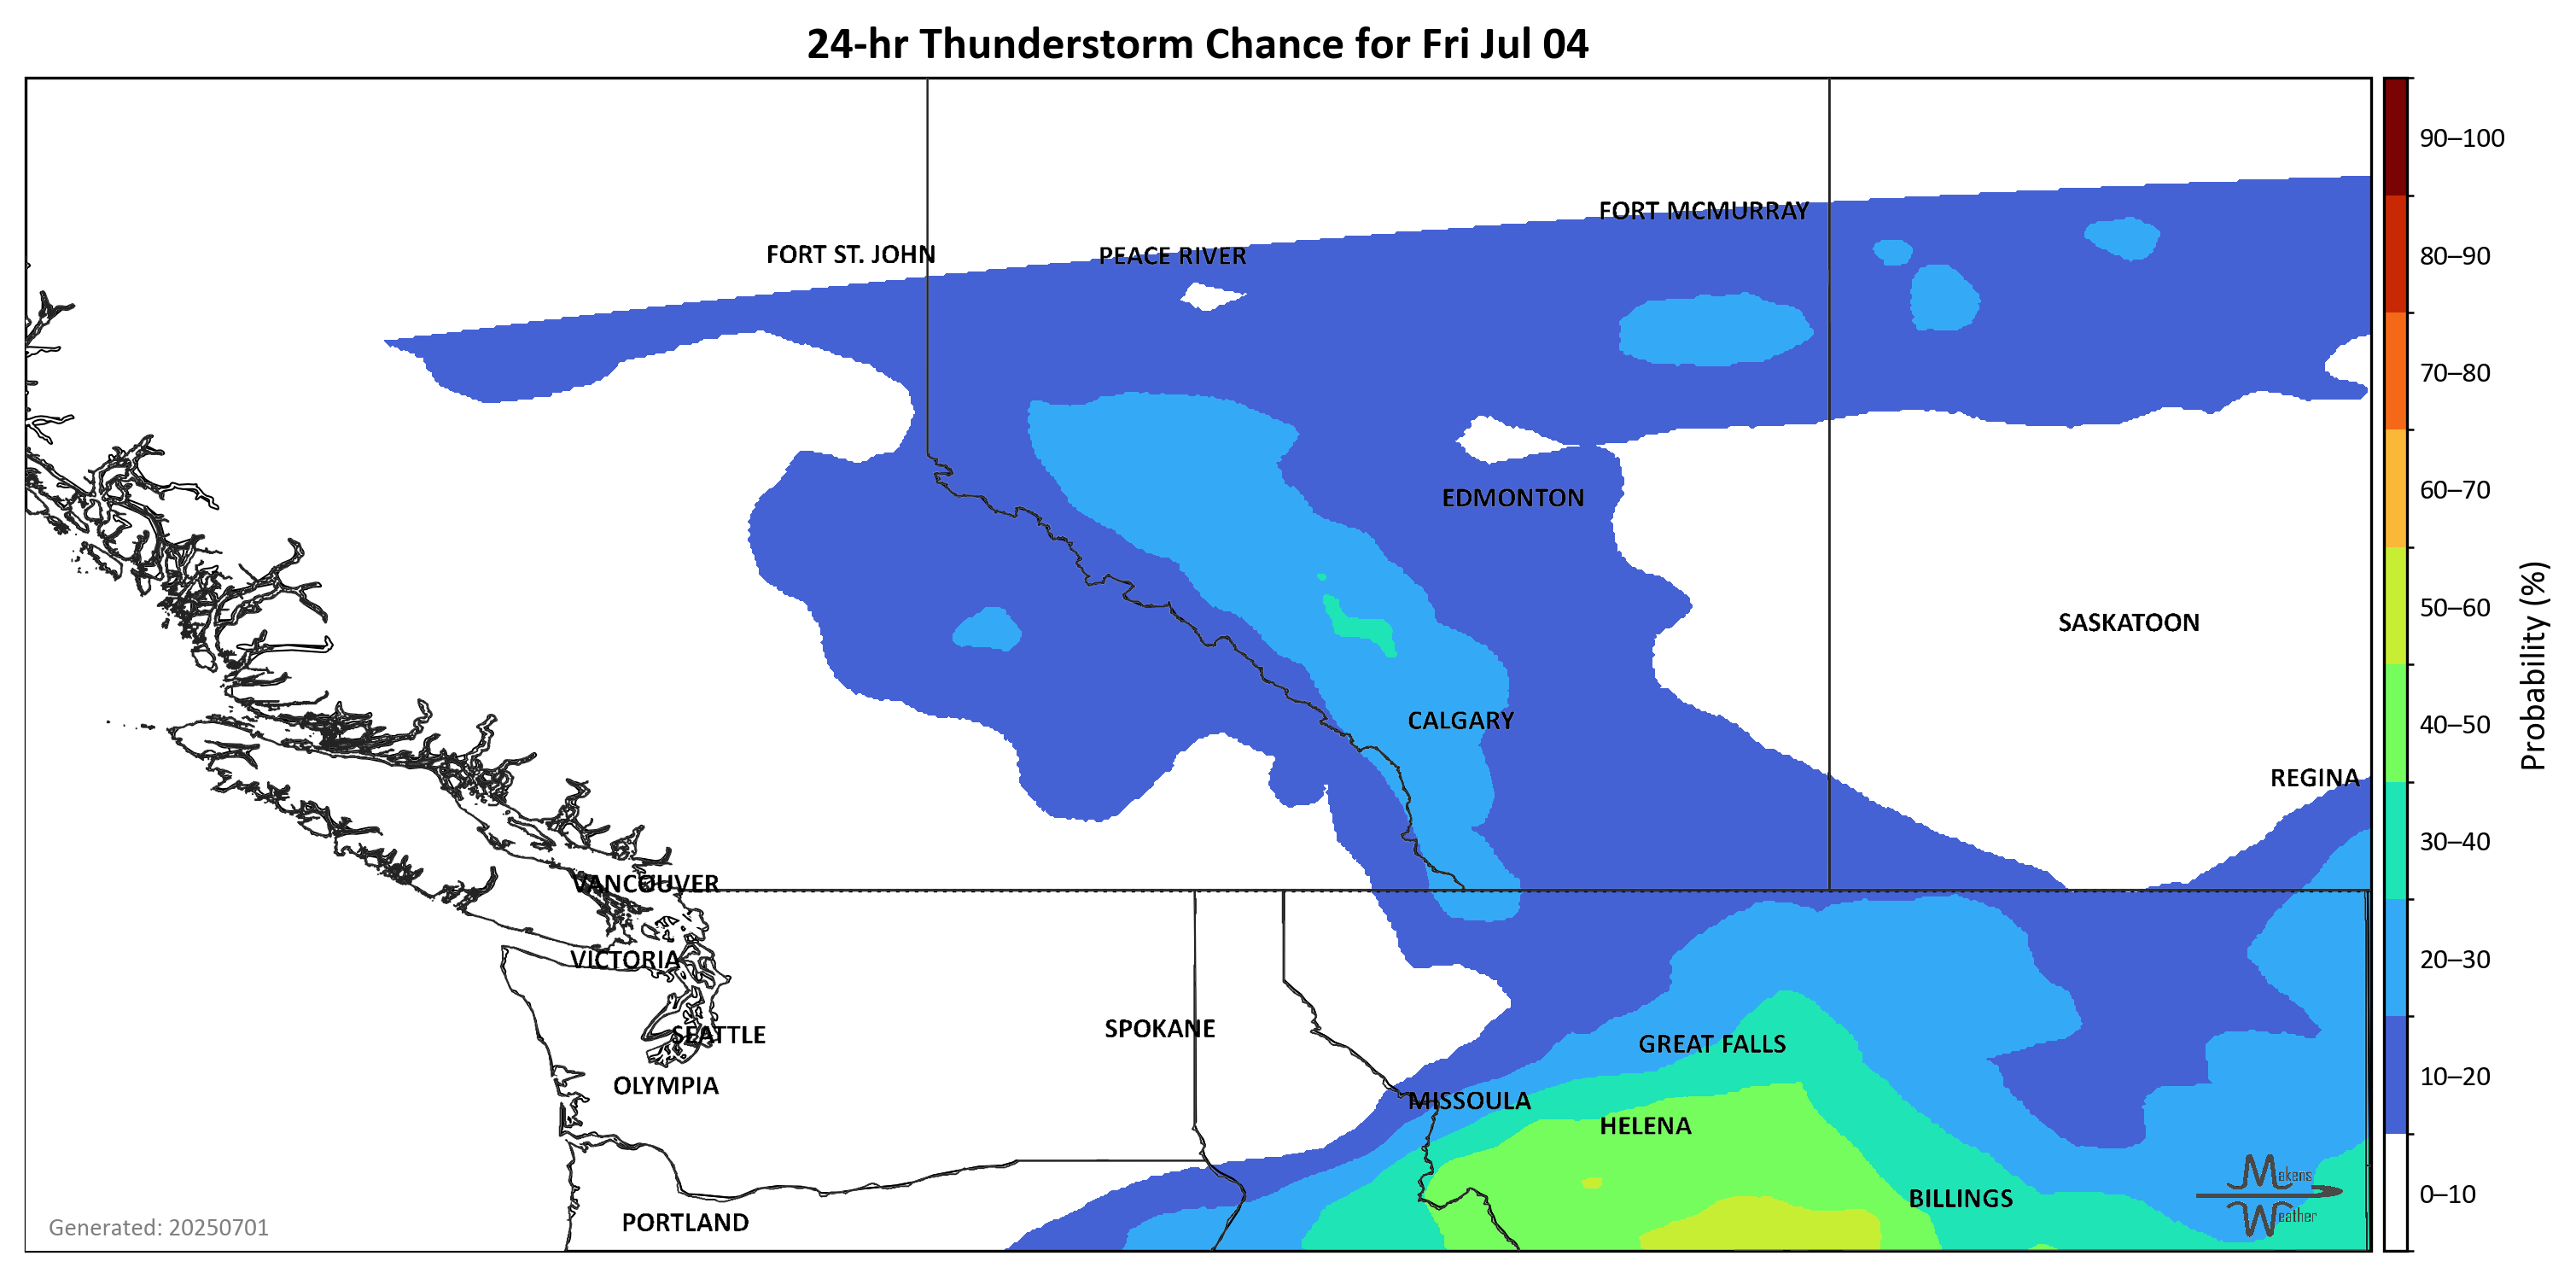 24-hr Thunderstorm Chance for Fri Jul 04
90–100
FORT MCMURRAY
FORT ST. JOHN
PEACE RIVER
80–90
70–80
60–70
EDMONTON
50–60
SASKATOON
Probability (%)
CALGARY
40–50
REGINA
30–40
VANCOUVER
VICTORIA
20–30
SEATTLE
SPOKANE
GREAT FALLS
OLYMPIA
10–20
MISSOULA
HELENA
Makens
Weather
0–10
BILLINGS
PORTLAND
Generated: 20250701